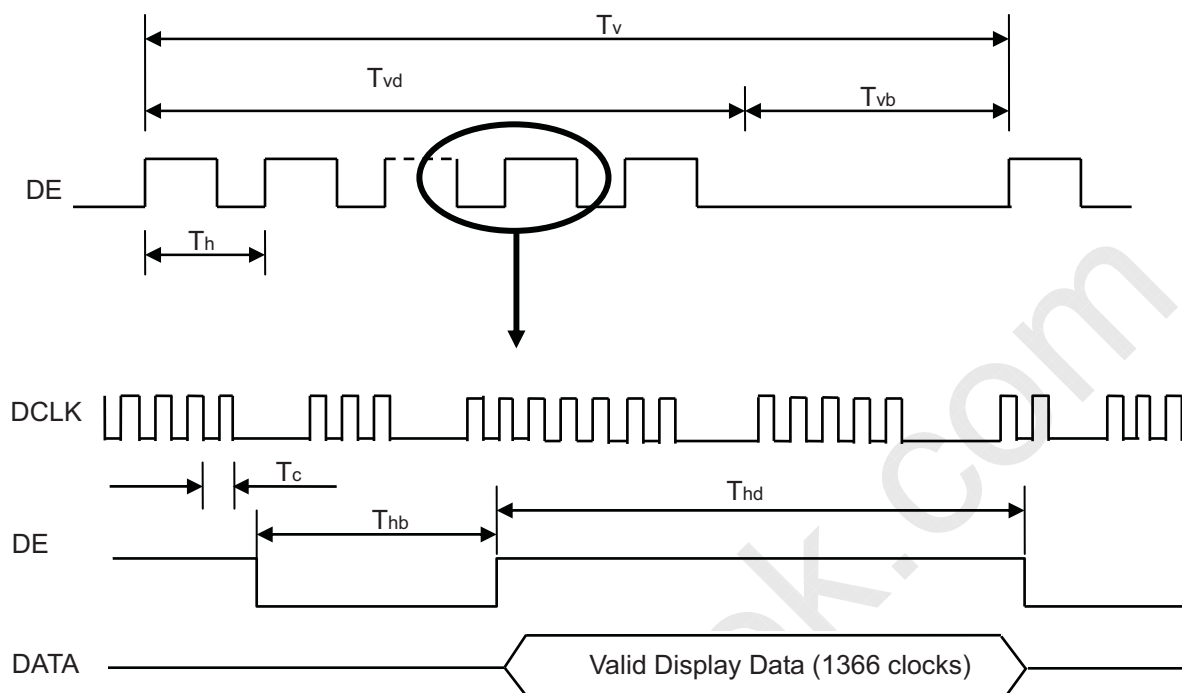 Tv
Tvd
Tvb
DE
Th
DCLK
Tc
Thd
Thb
DE
DATA
Valid Display Data (1366 clocks)